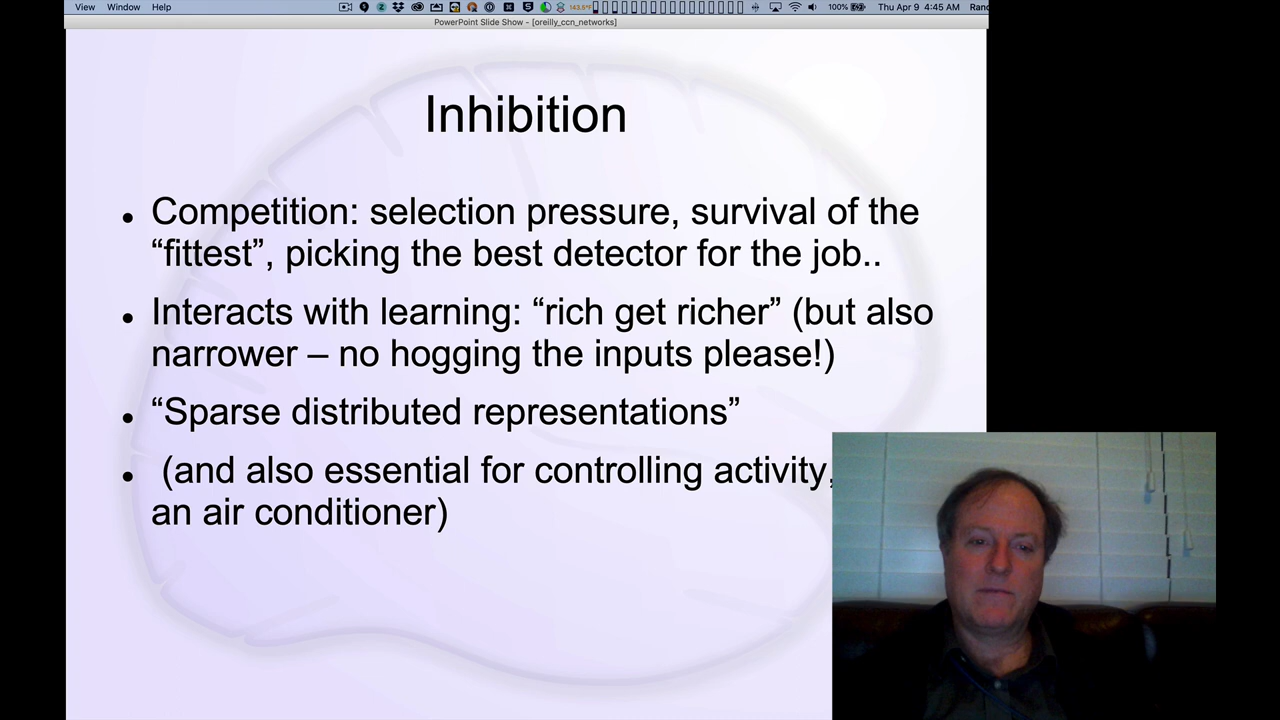 View Window Help 143.5°F 100% Thu Apr 9 4:45 AM
PowerPoint Slide Show - [oreilly_ccn_networks]
Inhibition
• Competition: selection pressure, survival of the
“fittest”, picking the best detector for the job..
• Interacts with learning: “rich get richer” (but also
narrower – no hogging the inputs please!)
• “Sparse distributed representations”
• (and also essential for controlling activity,
an air conditioner)